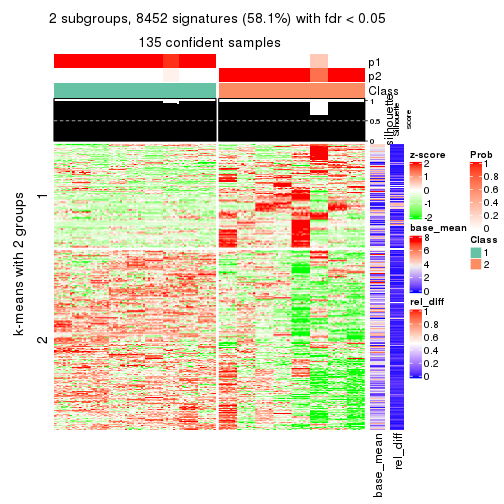 2 subgroups, 8452 signatures (58.1%) with fdr < 0.05
135 confident samples
p1
p2
Class
1
0.5
0
silhouette
Silhouette
score
k-means with 2 groups
1
2
base_mean
rel_diff
z-score
2
1
0
-1
-2
base_mean
8
6
4
2
0
rel_diff
1
0.8
0.6
0.4
0.2
0
Prob
1
0.8
0.6
0.4
0.2
0
Class
1
2